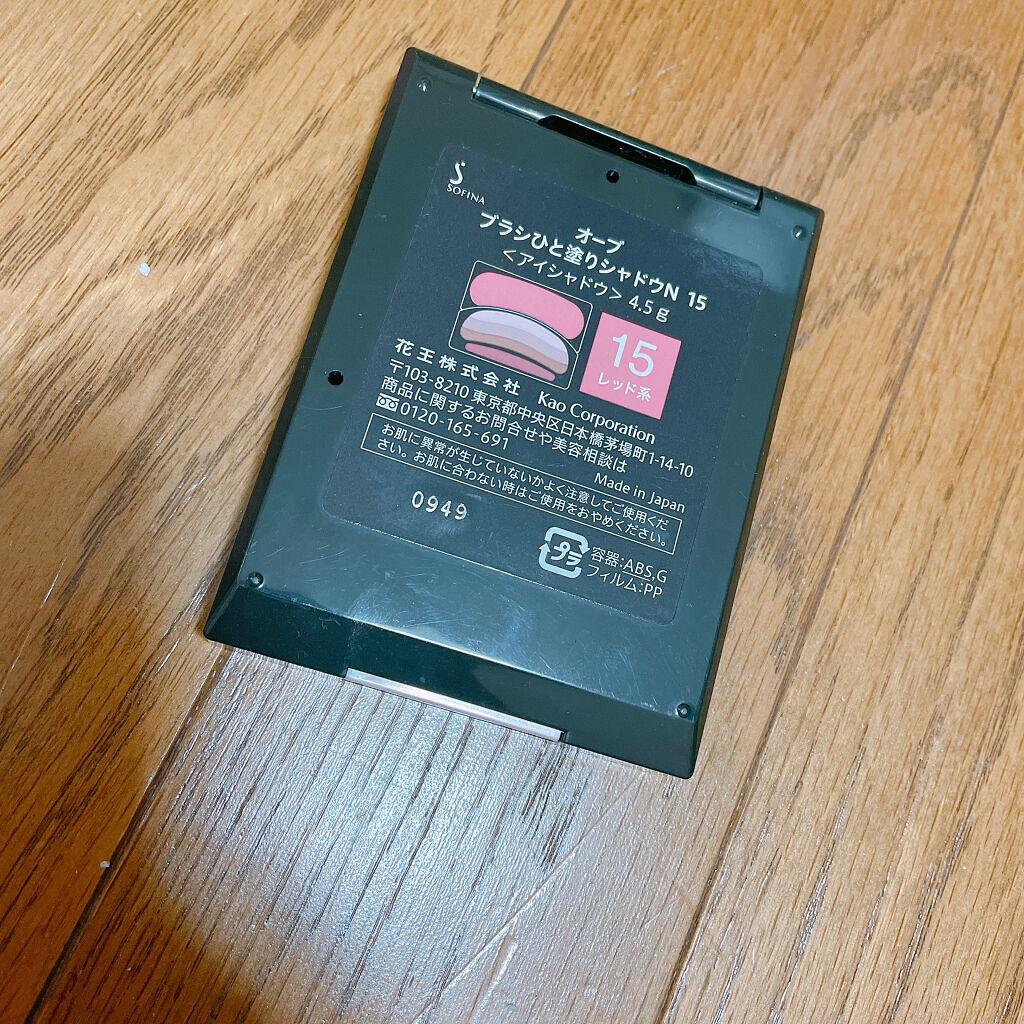 SOFINA
オーブ
ブラシひと塗りシャドウN 15
<アイシャドウ> 4.5g
15
レッド系
花王株式会社 Kao Corporation
〒103-8210 東京都中央区日本橋茅場町1-14-10
商品に関するお問合せや美容相談は
0120-165-691
Made in Japan
お肌に異常が生じていないかよく注意してご使用くだ
さい。お肌に合わない時はご使用をおやめください。
0949
プラ
容器:ABS,G
フィルム:PP